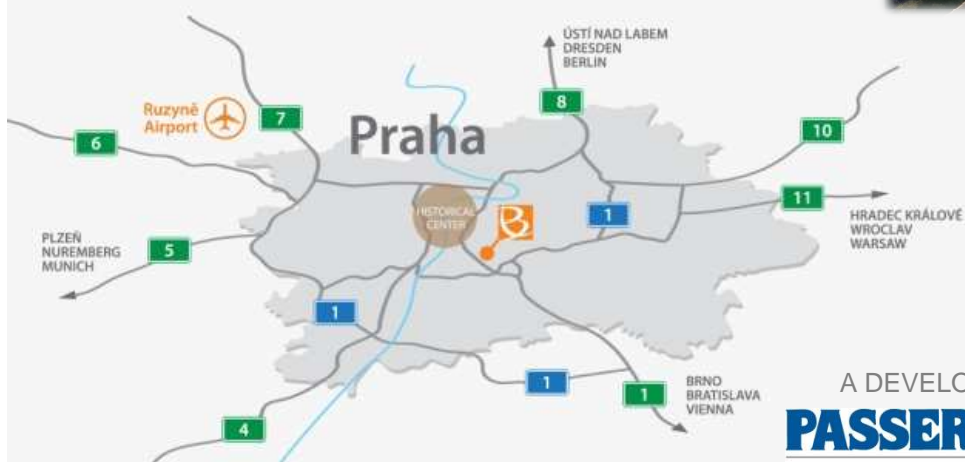 ÚSTÍ NAD LABEM
DRESDEN
BERLIN
8
Ruzyně
Airport
7
6
Praha
10
HISTORICAL
CENTER
B
1
11
HRADEC KRÁLOVÉ
WROCLAV
WARSAW
PLZEŇ
NUREMBERG
MUNICH
5
1
1
1
BRNO
BRATISLAVA
VIENNA
4
A DEVELO
PASSER